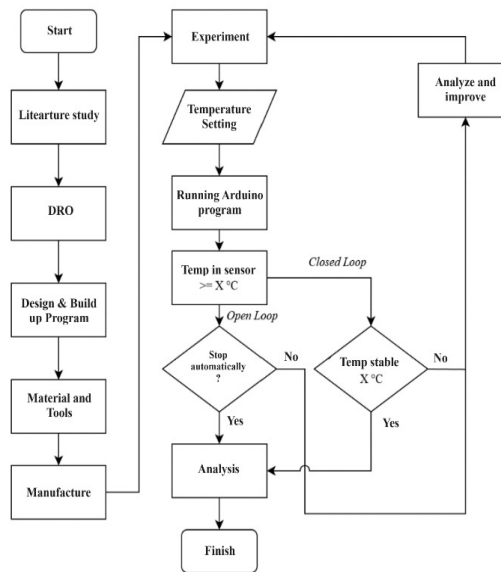 Start
Litearture study
DRO
Design & Build
up Program
Material and
Tools
Manufacture
Experiment
Temperature
Setting
Running Arduino
program
Temp in sensor
>= X °C
Closed Loop
Open Loop
Stop
automatically
?
No
Yes
Temp stable
X °C
No
Yes
Analyze and
improve
Analysis
Finish